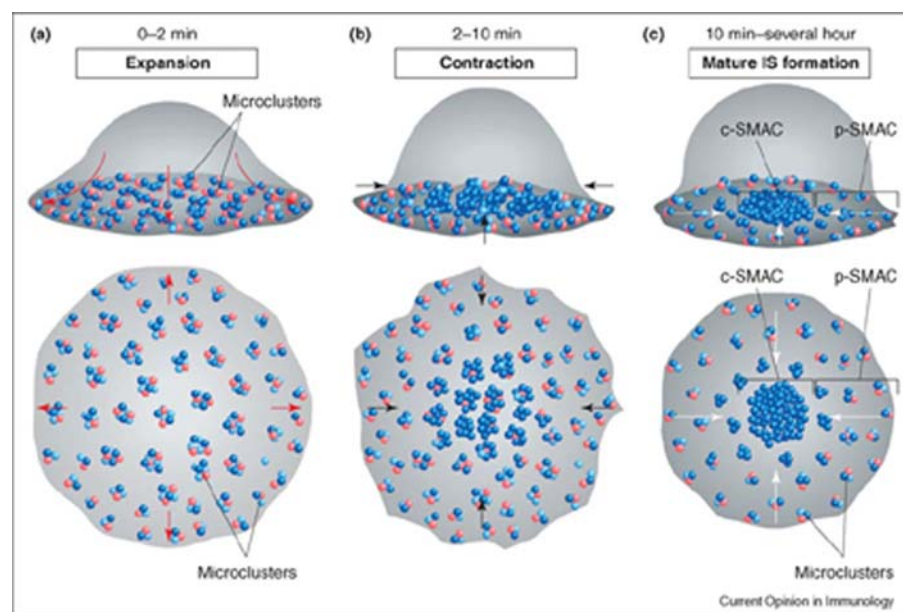 (a) 0–2 min
Expansion
Microclusters
Microclusters
(b) 2–10 min
Contraction
(c) 10 min–several hour
Mature IS formation
c-SMAC p-SMAC
c-SMAC p-SMAC
Microclusters
Current Opinion in Immunology